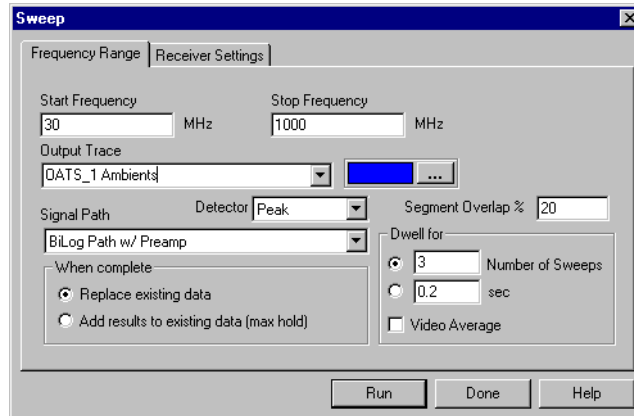 Sweep
Frequency Range Receiver Settings
Start Frequency Stop Frequency
30 MHz 1000 MHz
Output Trace
OATS_1 Ambients ...
Signal Path Detector Peak Segment Overlap % 20
BiLog Path w/ Preamp
Dwell for
When complete
3 Number of Sweeps
Replace existing data
0.2 sec
Add results to existing data (max hold)
Video Average
Run Done Help